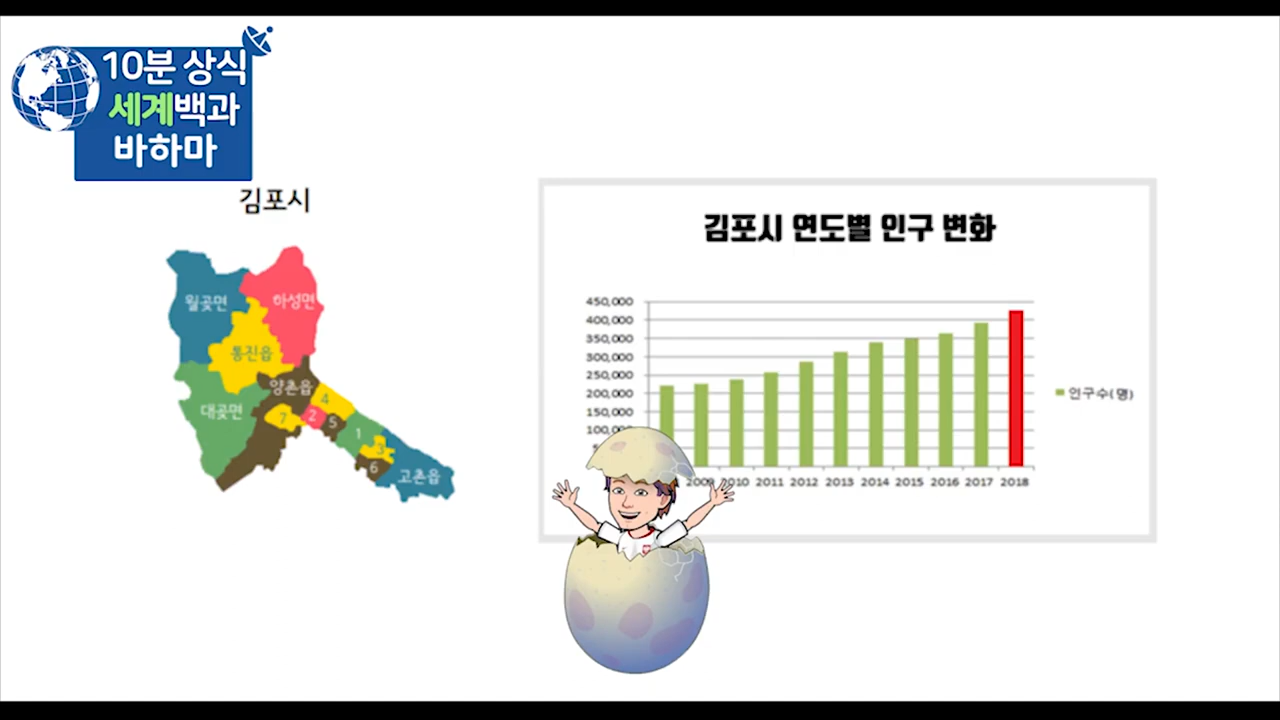 10분 상식
세계백과
바하마
김포시
월곶면
하성면
통진읍
양촌읍
대곶면
4
7
2
5
1
3
6
고촌읍
김포시 연도별 인구 변화
450,000
400,000
350,000
300,000
250,000
200,000
150,000
인구수(명)
2009 2010 2011 2012 2013 2014 2015 2016 2017 2018